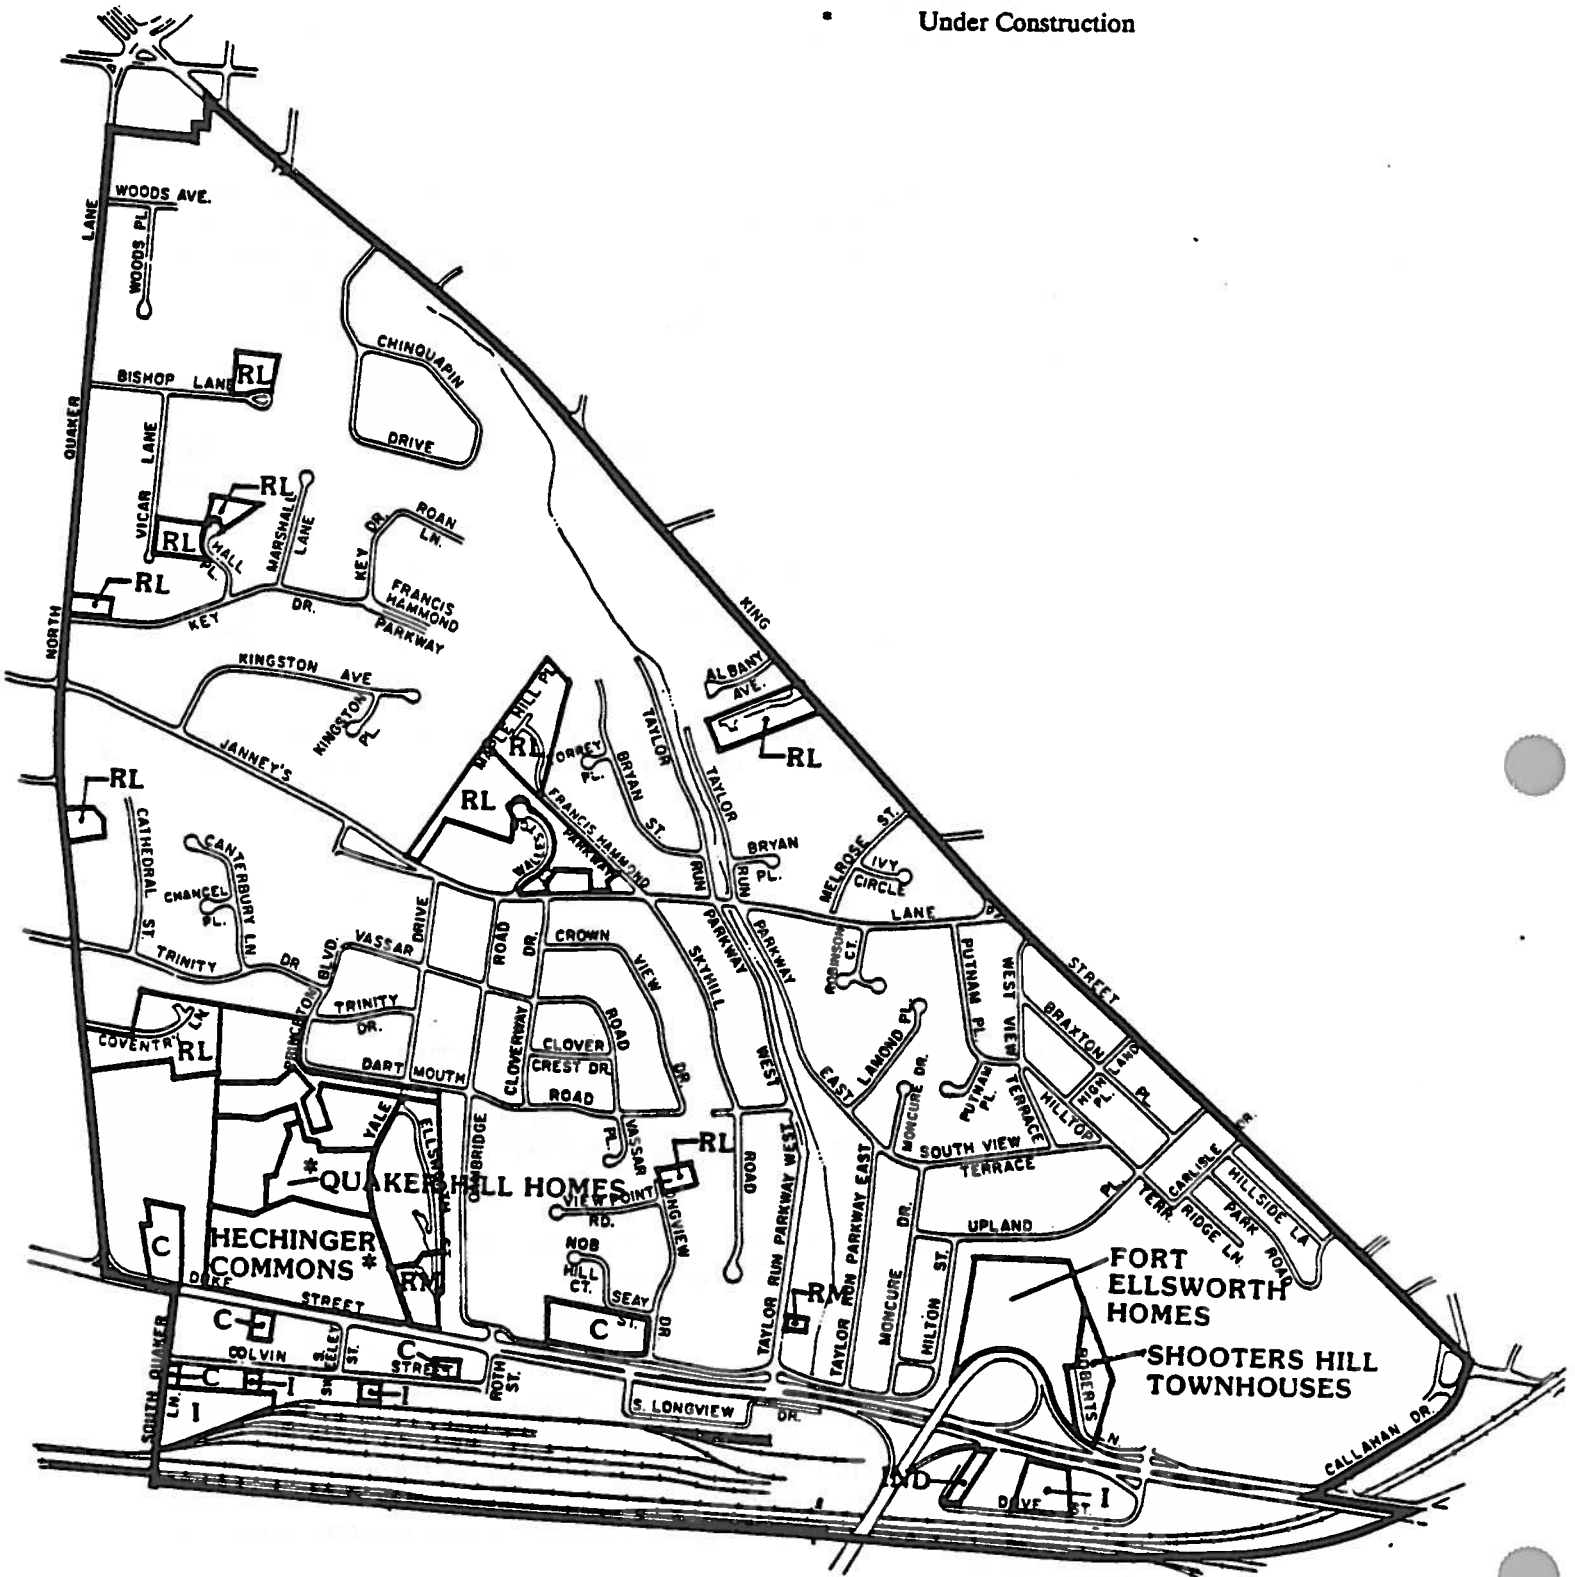 * Under Construction
WOODS AVE.
LANE
WOODS PL
CHINQUAPIN
DRIVE
BISHOP LANE
RL
QUAKER
VICAR LANE
RL
RL
HALL
PL.
MARSHALL
LANE
KEY DR.
ROAN
LN.
RL
NORTH
KEY DR.
FRANCIS
HAMMOND
PARKWAY
KING
KINGSTON AVE
KINGSTON
PL.
JANNEY'S
ALBANY
AVE.
RL
MAPLE HILL PL
RL
TORREY
PL.
BRYAN
ST.
TAYLOR
RUN
TAYLOR
RUN
RL
RL
WALLES
FRANCIS HAMMOND
PARKWAY
CATHEDRAL ST.
CANTERBURY LN
CHANCEL
PL.
BRYAN
PL.
MELROSE ST.
IVY
CIRCLE
LANE
TRINITY DR
PRINCETON BLVD.
VASSAR
DRIVE
ROAD
DR.
CROWN
VIEW
DR.
SKYHILL
ROAD
PARKWAY
WEST
PARKWAY
EAST
ROBINSON
CT.
PUTNAM PL.
WEST VIEW
TERRACE
STREET
TRINITY
DR.
CLOVERWAY
ROAD
CLOVER
CREST DR.
ROAD
DARTMOUTH
LAMOND PL.
MONCURE DR.
PUTNAM
PL.
BRAXTON
PL.
HIGHLAND
PL.
HILLTOP
TERR.
COVENTRY LN
RL
YALE
CAMBRIDGE
VASSAR
PL.
RL
SOUTH VIEW
TERRACE
CARLISLE
DR.
HILLSIDE LA
PARK ROAD
RIDGE LN.
*QUAKER HILL HOMES
VIEWPOINT
RD.
LONGVIEW
DR
TAYLOR RUN PARKWAY WEST
TAYLOR RUN PARKWAY EAST
MONCURE DR.
HILTON ST.
UPLAND PL.
C
HECHINGER
COMMONS *
RM
NOB
HILL
CT.
SEAY
ST.
C
RM
FORT
ELLSWORTH
HOMES
SHOOTERS HILL
TOWNHOUSES
ROBERTS LN
DUKE STREET
C
COLVIN STREET
C
ROTH
ST.
SOUTH QUAKER LN.
C
I
I
I
S. LONGVIEW DR.
CALLAHAN DR.
IND
DOVE ST.
I